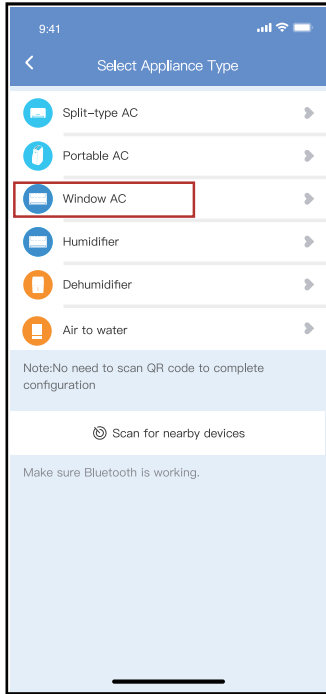 9:41
Select Appliance Type
Split-type AC
Portable AC
Window AC
Humidifier
Dehumidifier
Air to water
Note:No need to scan QR code to complete
configuration
Scan for nearby devices
Make sure Bluetooth is working.